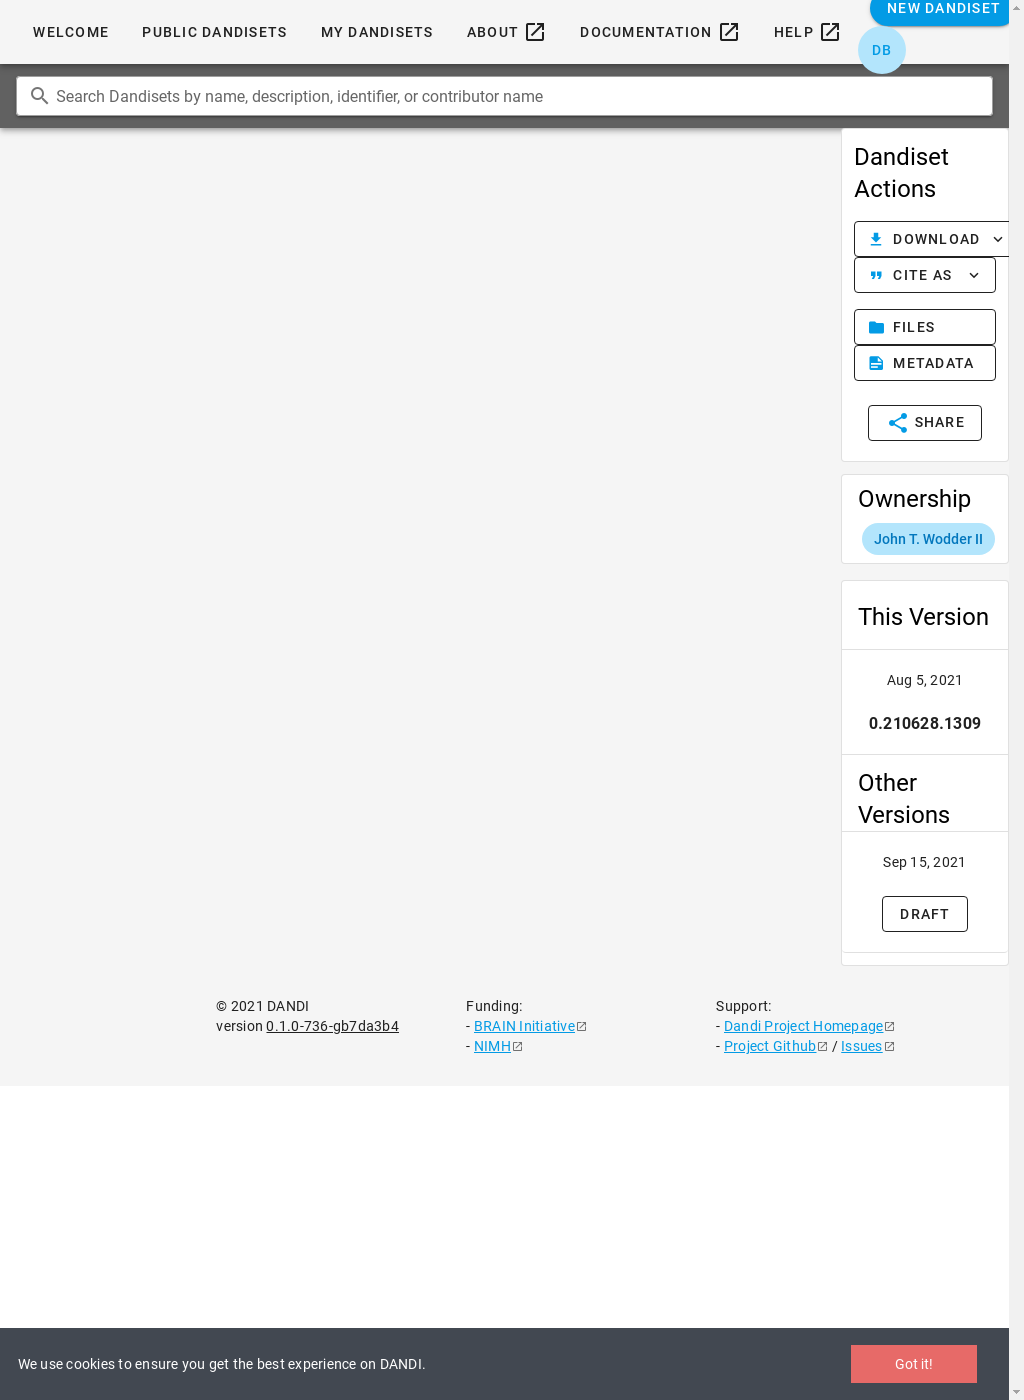 WELCOME
PUBLIC DANDISETS
MY DANDISETS
ABOUT
DOCUMENTATION
HELP
NEW DANDISET
DB
Search Dandisets by name, description, identifier, or contributor name
Dandiset
Actions
DOWNLOAD
CITE AS
FILES
METADATA
SHARE
Ownership
John T. Wodder II
This Version
Aug 5, 2021
0.210628.1309
Other
Versions
Sep 15, 2021
DRAFT
© 2021 DANDI
version 0.1.0-736-gb7da3b4
Funding:
- BRAIN Initiative
- NIMH
Support:
- Dandi Project Homepage
- Project Github / Issues
We use cookies to ensure you get the best experience on DANDI.
Got it!